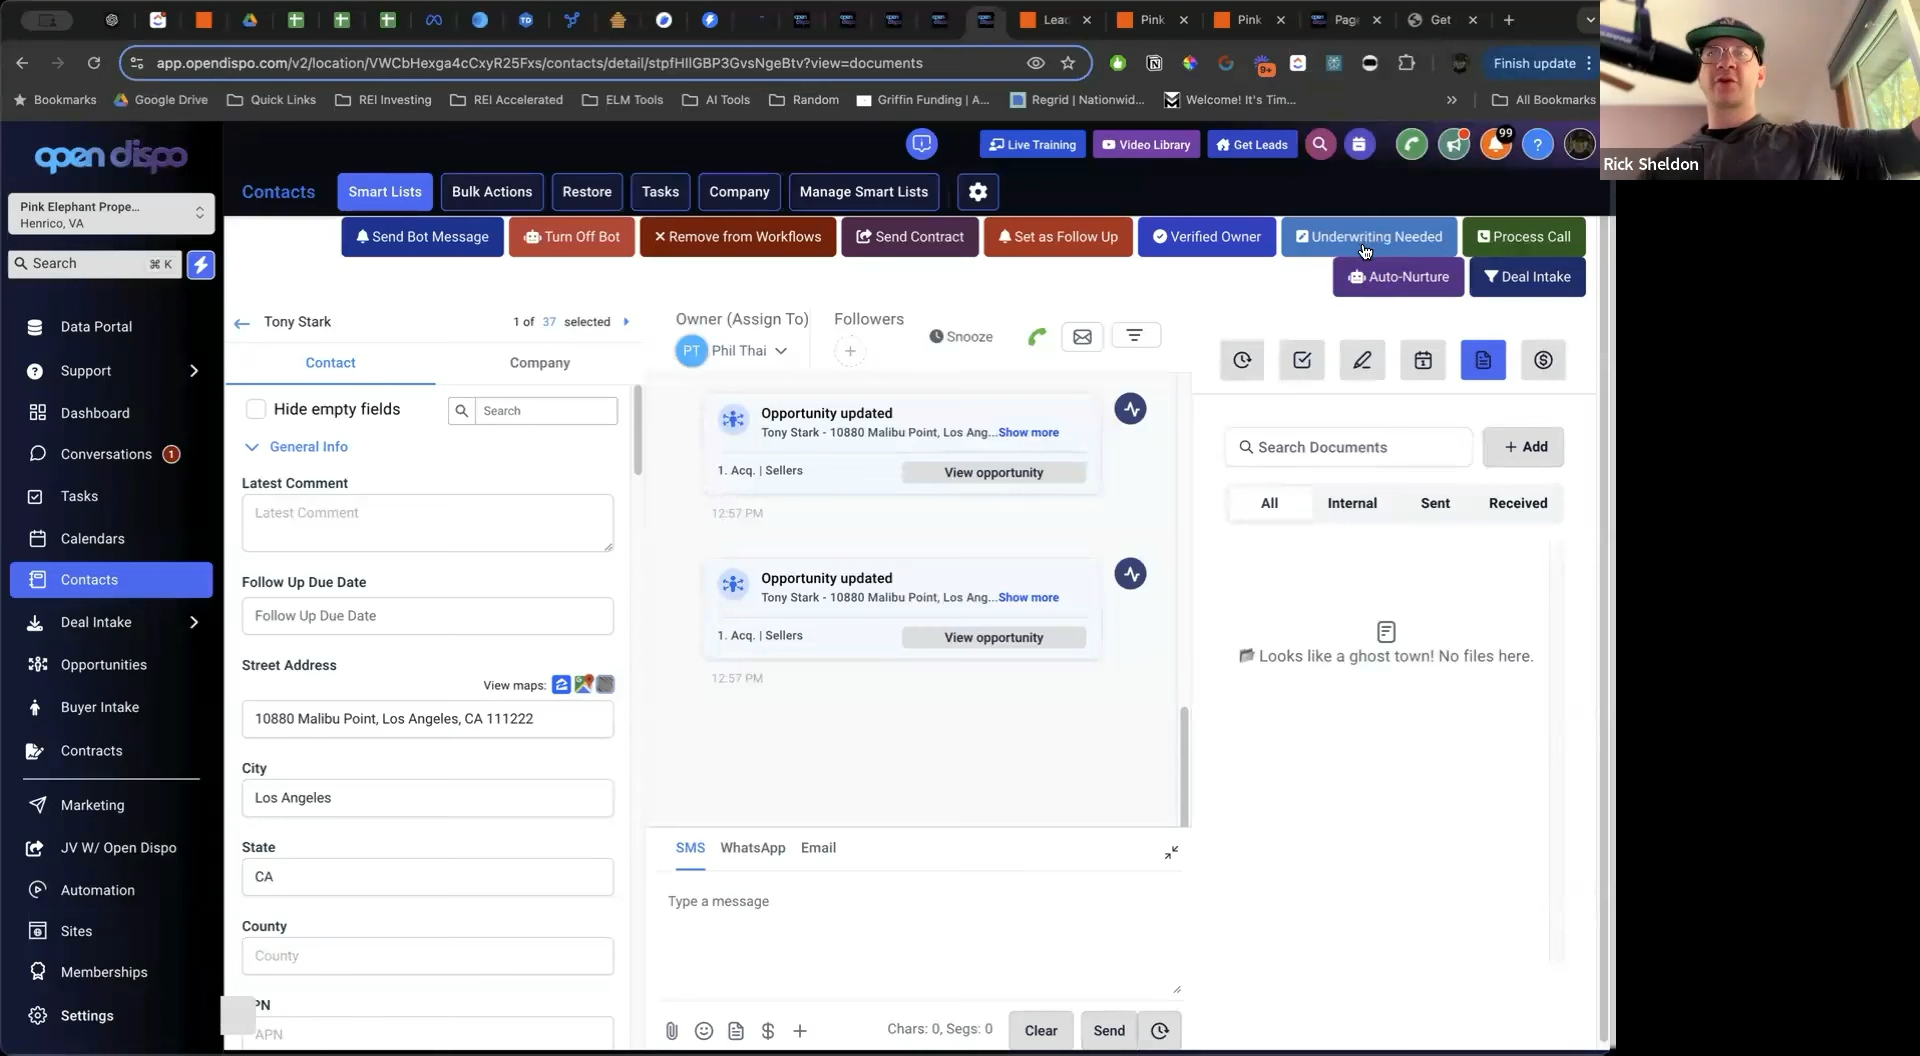 Lead
Pink
Pink
Page
Get
app.opendispo.com/v2/location/VWCbHexga4cCxyR25Fxs/contacts/detail/stpfHIlGBP3GvsNgeBtv?view=documents
9+
Finish update
Bookmarks
Google Drive
Quick Links
REI Investing
REI Accelerated
ELM Tools
AI Tools
Random
Griffin Funding | A...
Regrid | Nationwid...
Welcome! It's Tim...
»
All Bookmarks
Rick Sheldon
open dispo
Live Training
Video Library
Get Leads
99
Pink Elephant Prope...
Henrico, VA
Search
⌘ K
Contacts
Smart Lists
Bulk Actions
Restore
Tasks
Company
Manage Smart Lists
Send Bot Message
Turn Off Bot
Remove from Workflows
Send Contract
Set as Follow Up
Verified Owner
Underwriting Needed
Process Call
Auto-Nurture
Deal Intake
Data Portal
Support
Dashboard
Conversations
1
Tasks
Calendars
Contacts
Deal Intake
Opportunities
Buyer Intake
Contracts
Marketing
JV W/ Open Dispo
Automation
Sites
Memberships
Settings
Tony Stark
1 of 37 selected
Contact
Company
Hide empty fields
Search
General Info
Latest Comment
Latest Comment
Follow Up Due Date
Follow Up Due Date
Street Address
View maps:
10880 Malibu Point, Los Angeles, CA 111222
City
Los Angeles
State
CA
County
County
PN
APN
Owner (Assign To)
PT
Phil Thai
Followers
Snooze
Opportunity updated
Tony Stark - 10880 Malibu Point, Los Ang...Show more
1. Acq. | Sellers
View opportunity
12:57 PM
Opportunity updated
Tony Stark - 10880 Malibu Point, Los Ang...Show more
1. Acq. | Sellers
View opportunity
12:57 PM
SMS
WhatsApp
Email
Type a message
Chars: 0, Segs: 0
Clear
Send
Search Documents
+ Add
All
Internal
Sent
Received
Looks like a ghost town! No files here.